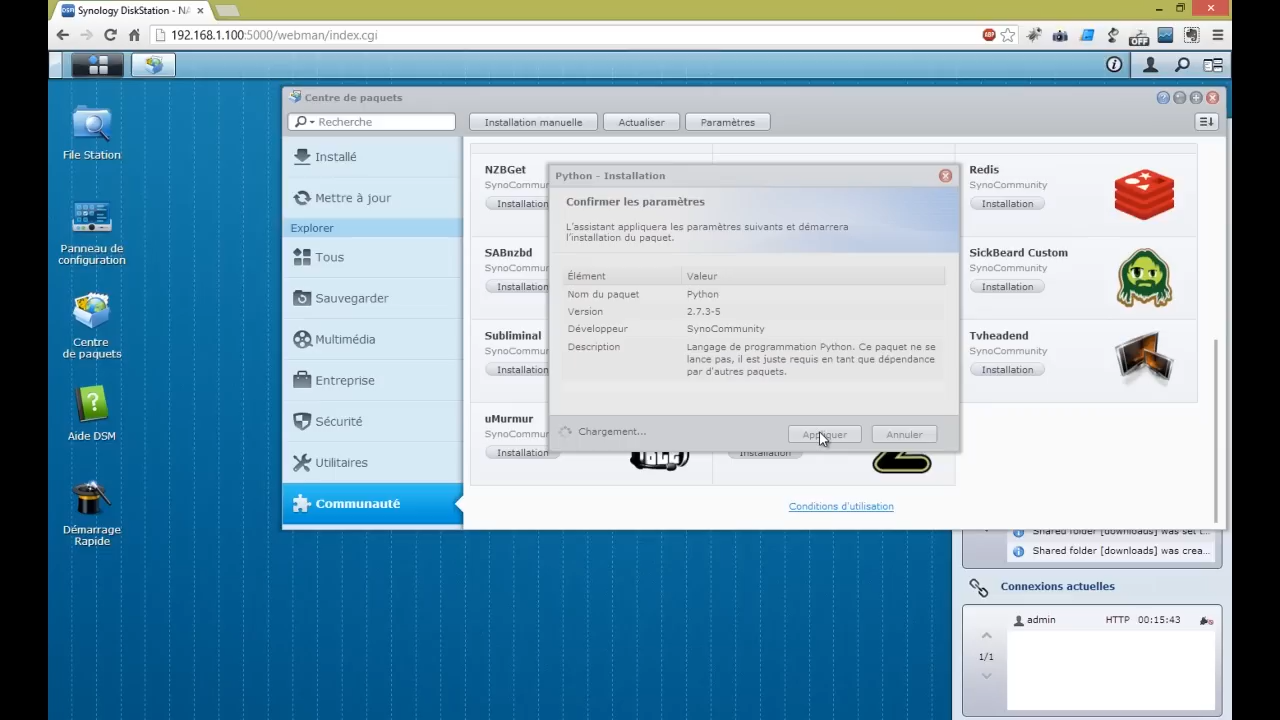 Synology DiskStation - N
192.168.1.100:5000/webman/index.cgi
ABP
OFF
File Station
Panneau de
configuration
Centre
de paquets
Aide DSM
Démarrage
Rapide
Centre de paquets
Recherche
Installation manuelle
Actualiser
Paramètres
Installé
Mettre à jour
Explorer
Tous
Sauvegarder
Multimédia
Entreprise
Sécurité
Utilitaires
Communauté
NZBGet
SynoCommu
Installation
SABnzbd
SynoCommu
Installation
Subliminal
SynoCommu
Installation
uMurmur
SynoCommu
Installation
Installation
Redis
SynoCommunity
Installation
SickBeard Custom
SynoCommunity
Installation
Tvheadend
SynoCommunity
Installation
Python - Installation
Confirmer les paramètres
L'assistant appliquera les paramètres suivants et démarrera
l'installation du paquet.
Élément Valeur
Nom du paquet Python
Version 2.7.3-5
Développeur SynoCommunity
Description Langage de programmation Python. Ce paquet ne se
lance pas, il est juste requis en tant que dépendance
par d'autres paquets.
Chargement...
Appliquer
Annuler
Conditions d'utilisation
Shared folder [downloads] was set t...
Shared folder [downloads] was crea...
Connexions actuelles
admin HTTP 00:15:43
1/1